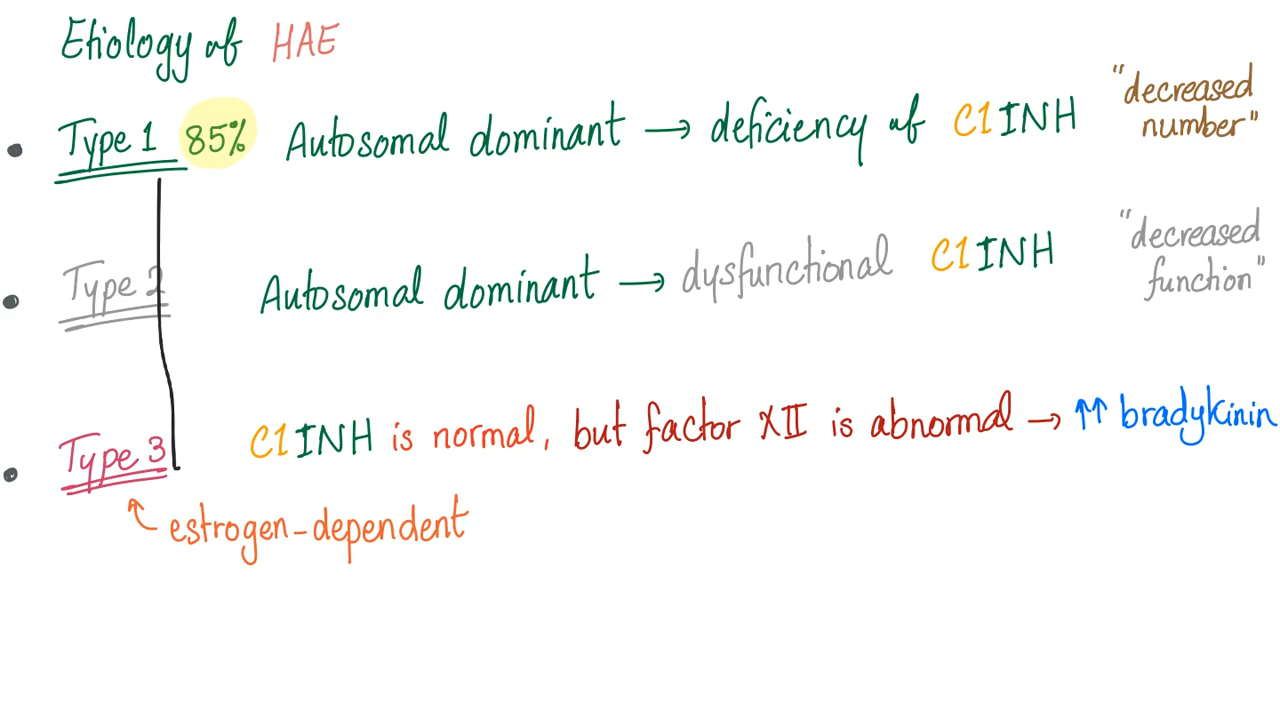 Etiology of HAE
• Type 1 85% Autosomal dominant → deficiency of C1INH "decreased number"
• Type 2 Autosomal dominant → dysfunctional C1INH "decreased function"
• Type 3 C1INH is normal, but factor XII is abnormal → ↑↑ bradykinin
estrogen-dependent